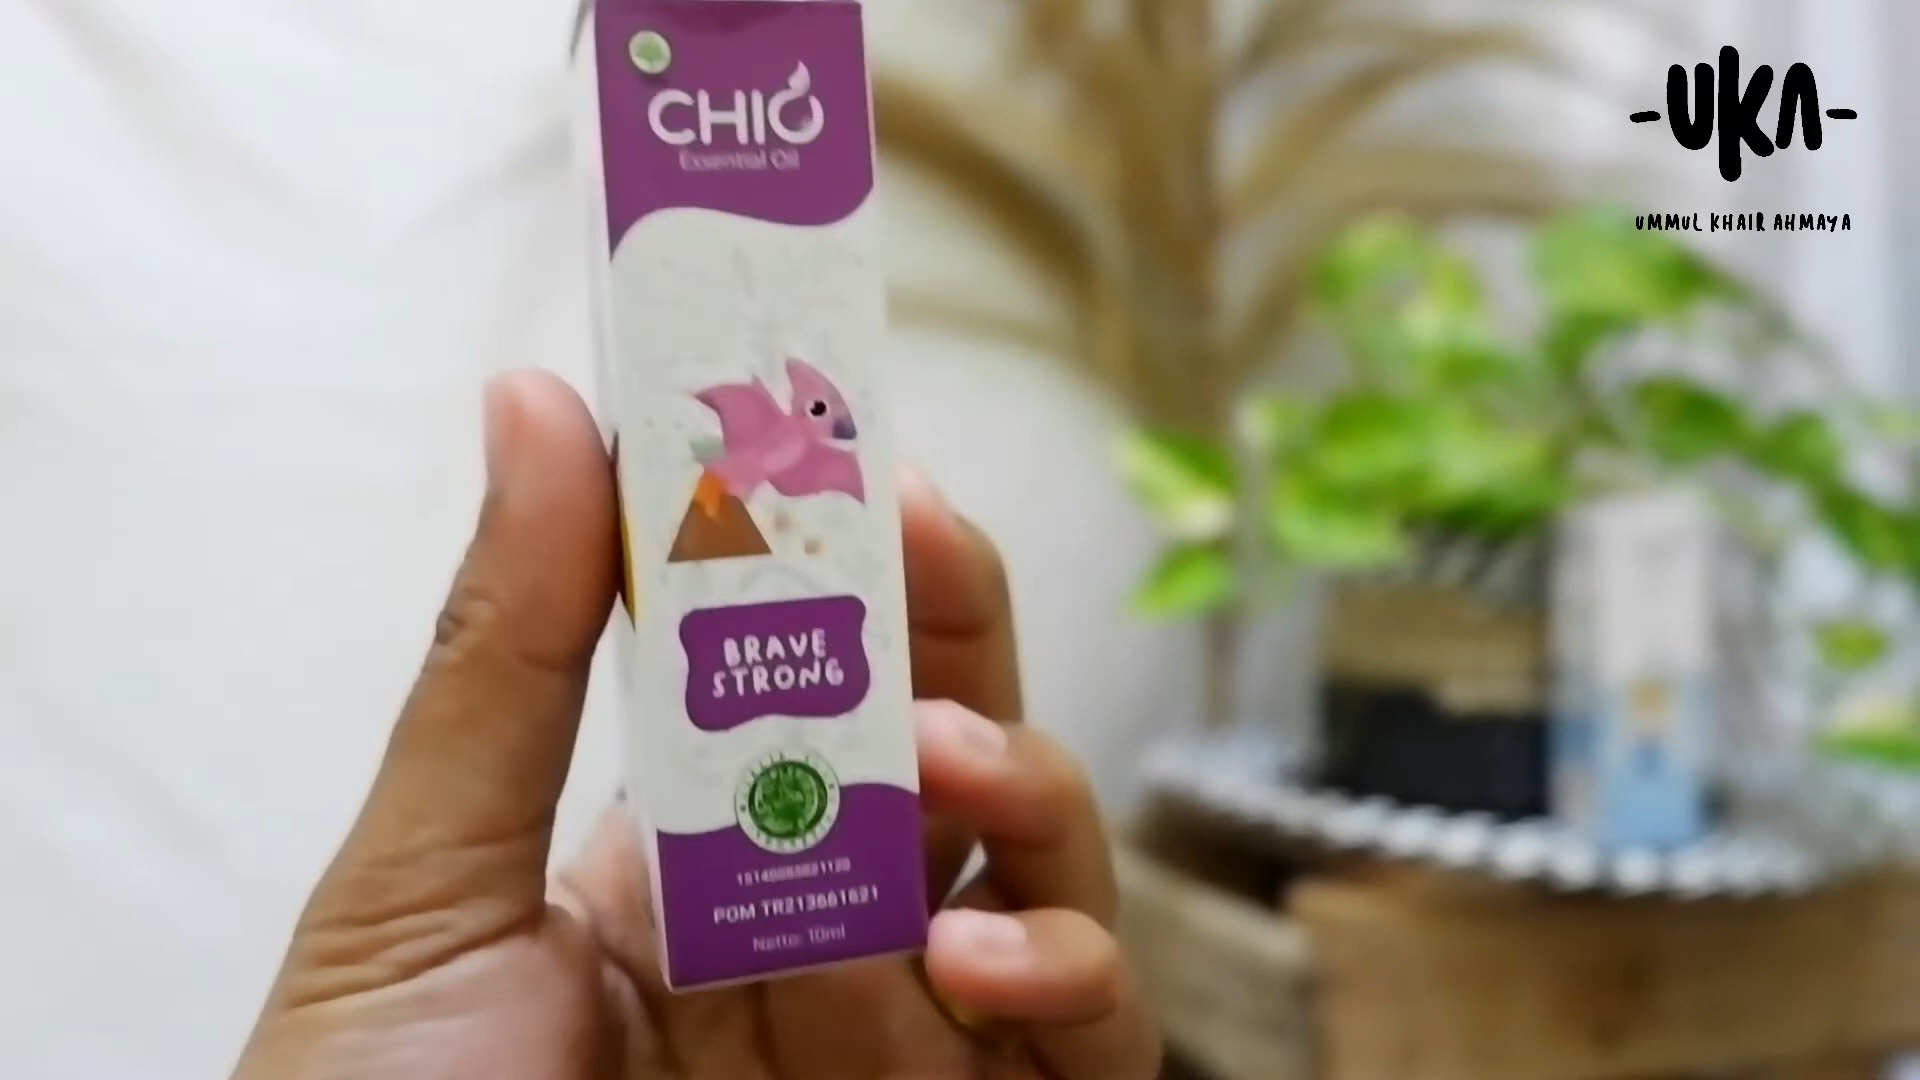 CHIO
Essential Oil
BRAVE
STRONG
POM TR213661621
Netto: 10ml
-UKA-
UMMUL KHAIR AHMAYA